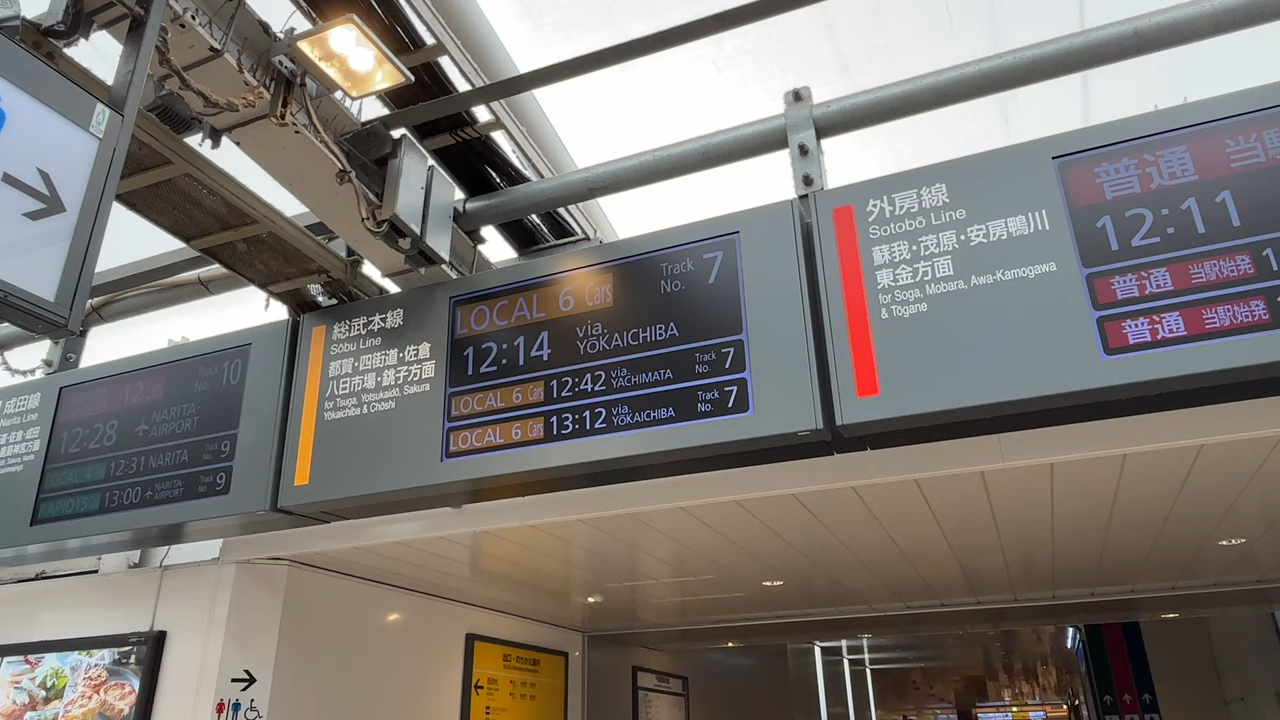 成田線
Narita Line
Track No. 10
12:28 NARITA-AIRPORT
LOCAL 12:31 NARITA Track No. 9
RAPID 15 13:00 NARITA-AIRPORT Track No. 9
総武本線
Sōbu Line
都賀・四街道・佐倉
八日市場・銚子方面
for Tsuga, Yotsukaidō, Sakura
Yōkaichiba & Chōshi
LOCAL 6 Cars Track No. 7
12:14 via. YŌKAICHIBA
LOCAL 6 Cars 12:42 via. YACHIMATA Track No. 7
LOCAL 6 Cars 13:12 via. YŌKAICHIBA Track No. 7
外房線
Sotobō Line
蘇我・茂原・安房鴨川
東金方面
for Soga, Mobara, Awa-Kamogawa
& Tōgane
普通 当駅
12:11
普通 当駅始発 1
普通 当駅始発